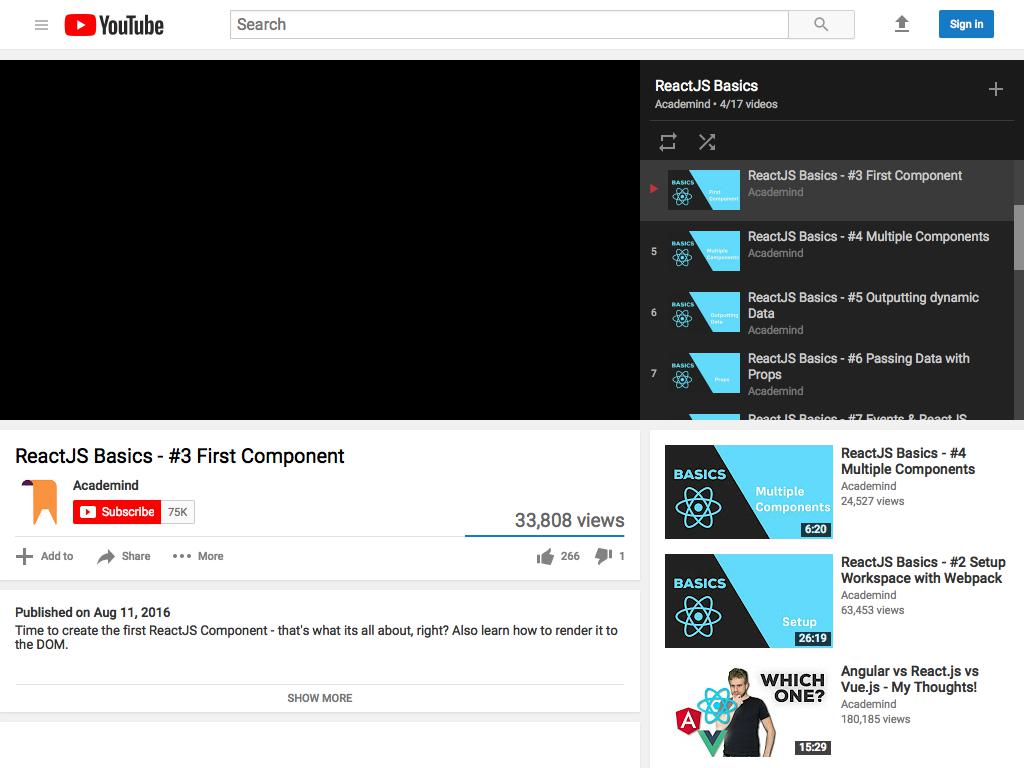 YouTube
Search
Sign in
ReactJS Basics
Academind • 4/17 videos
BASICS
First
Component
ReactJS Basics - #3 First Component
Academind
5
BASICS
Multiple
Components
ReactJS Basics - #4 Multiple Components
Academind
6
BASICS
Outputting
Data
ReactJS Basics - #5 Outputting dynamic
Data
Academind
7
BASICS
Props
ReactJS Basics - #6 Passing Data with
Props
Academind
ReactJS Basics - #7 Events & React JS
ReactJS Basics - #3 First Component
Academind
Subscribe 75K
33,808 views
Add to Share More 266 1
Published on Aug 11, 2016
Time to create the first ReactJS Component - that's what its all about, right? Also learn how to render it to
the DOM.
SHOW MORE
BASICS
Multiple
Components
6:20
ReactJS Basics - #4
Multiple Components
Academind
24,527 views
BASICS
Setup
26:19
ReactJS Basics - #2 Setup
Workspace with Webpack
Academind
63,453 views
WHICH
ONE?
A
15:29
Angular vs React.js vs
Vue.js - My Thoughts!
Academind
180,185 views